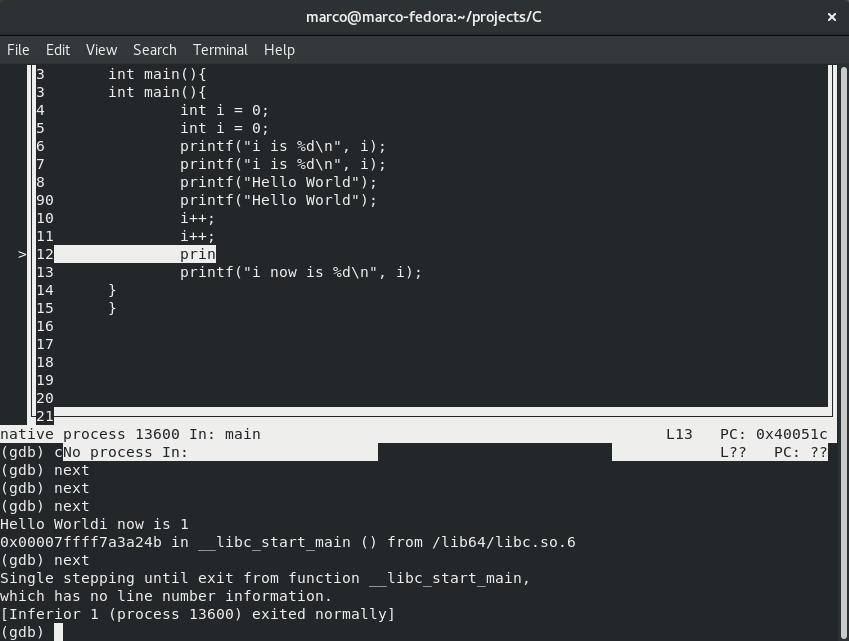 marco@marco-fedora:~/projects/C ×
File Edit View Search Terminal Help
3 int main(){
3 int main(){
4 int i = 0;
5 int i = 0;
6 printf("i is %d\n", i);
7 printf("i is %d\n", i);
8 printf("Hello World");
90 printf("Hello World");
10 i++;
11 i++;
>12 prin
13 printf("i now is %d\n", i);
14 }
15 }
16
17
18
19
20
21
native process 13600 In: main L13 PC: 0x40051c
(gdb) cNo process In: L?? PC: ??
(gdb) next
(gdb) next
(gdb) next
Hello Worldi now is 1
0x00007ffff7a3a24b in __libc_start_main () from /lib64/libc.so.6
(gdb) next
Single stepping until exit from function __libc_start_main,
which has no line number information.
[Inferior 1 (process 13600) exited normally]
(gdb)